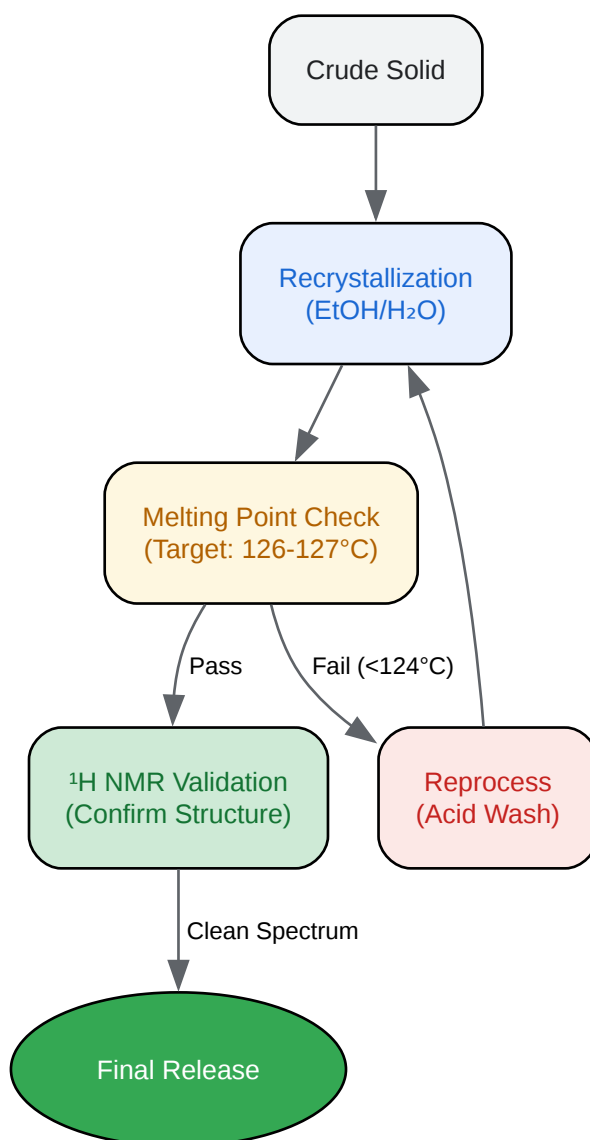 Crude Solid
Recrystallization
(EtOH/H₂O)
Melting Point Check
(Target: 126-127°C)
Pass
Fail (<124°C)
¹H NMR Validation
(Confirm Structure)
Reprocess
(Acid Wash)
Clean Spectrum
Final Release